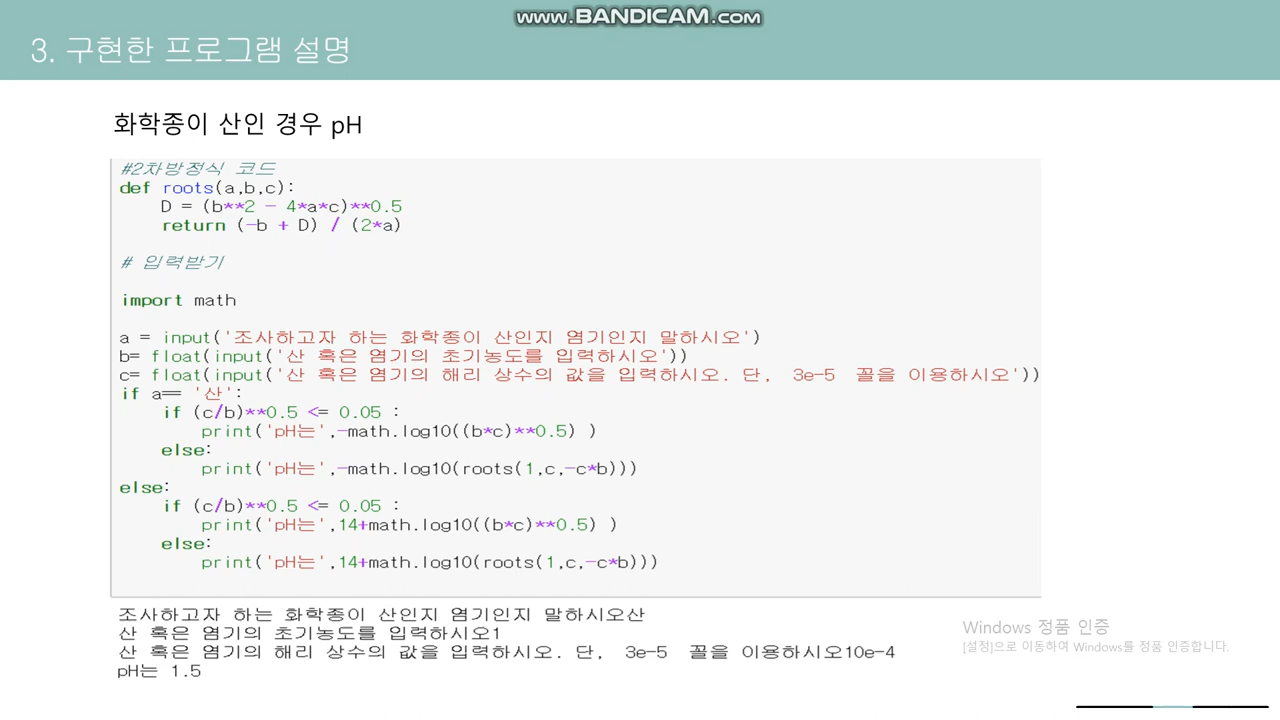 www.BANDICAM.com
3. 구현한 프로그램 설명
화학종이 산인 경우 pH
#2차방정식 코드
def roots(a,b,c):
    D = (b**2 - 4*a*c)**0.5
    return (-b + D) / (2*a)
# 입력받기
import math
a = input('조사하고자 하는 화학종이 산인지 염기인지 말하시오')
b= float(input('산 혹은 염기의 초기농도를 입력하시오'))
c= float(input('산 혹은 염기의 해리 상수의 값을 입력하시오. 단, 3e-5 꼴을 이용하시오'))
if a== '산':
    if (c/b)**0.5 <= 0.05 :
        print('pH는',-math.log10((b*c)**0.5) )
    else:
        print('pH는',-math.log10(roots(1,c,-c*b)))
else:
    if (c/b)**0.5 <= 0.05 :
        print('pH는',14+math.log10((b*c)**0.5) )
    else:
        print('pH는',14+math.log10(roots(1,c,-c*b)))
조사하고자 하는 화학종이 산인지 염기인지 말하시오산
산 혹은 염기의 초기농도를 입력하시오1
산 혹은 염기의 해리 상수의 값을 입력하시오. 단, 3e-5 꼴을 이용하시오10e-4
pH는 1.5
Windows 정품 인증
[설정]으로 이동하여 Windows를 정품 인증합니다.